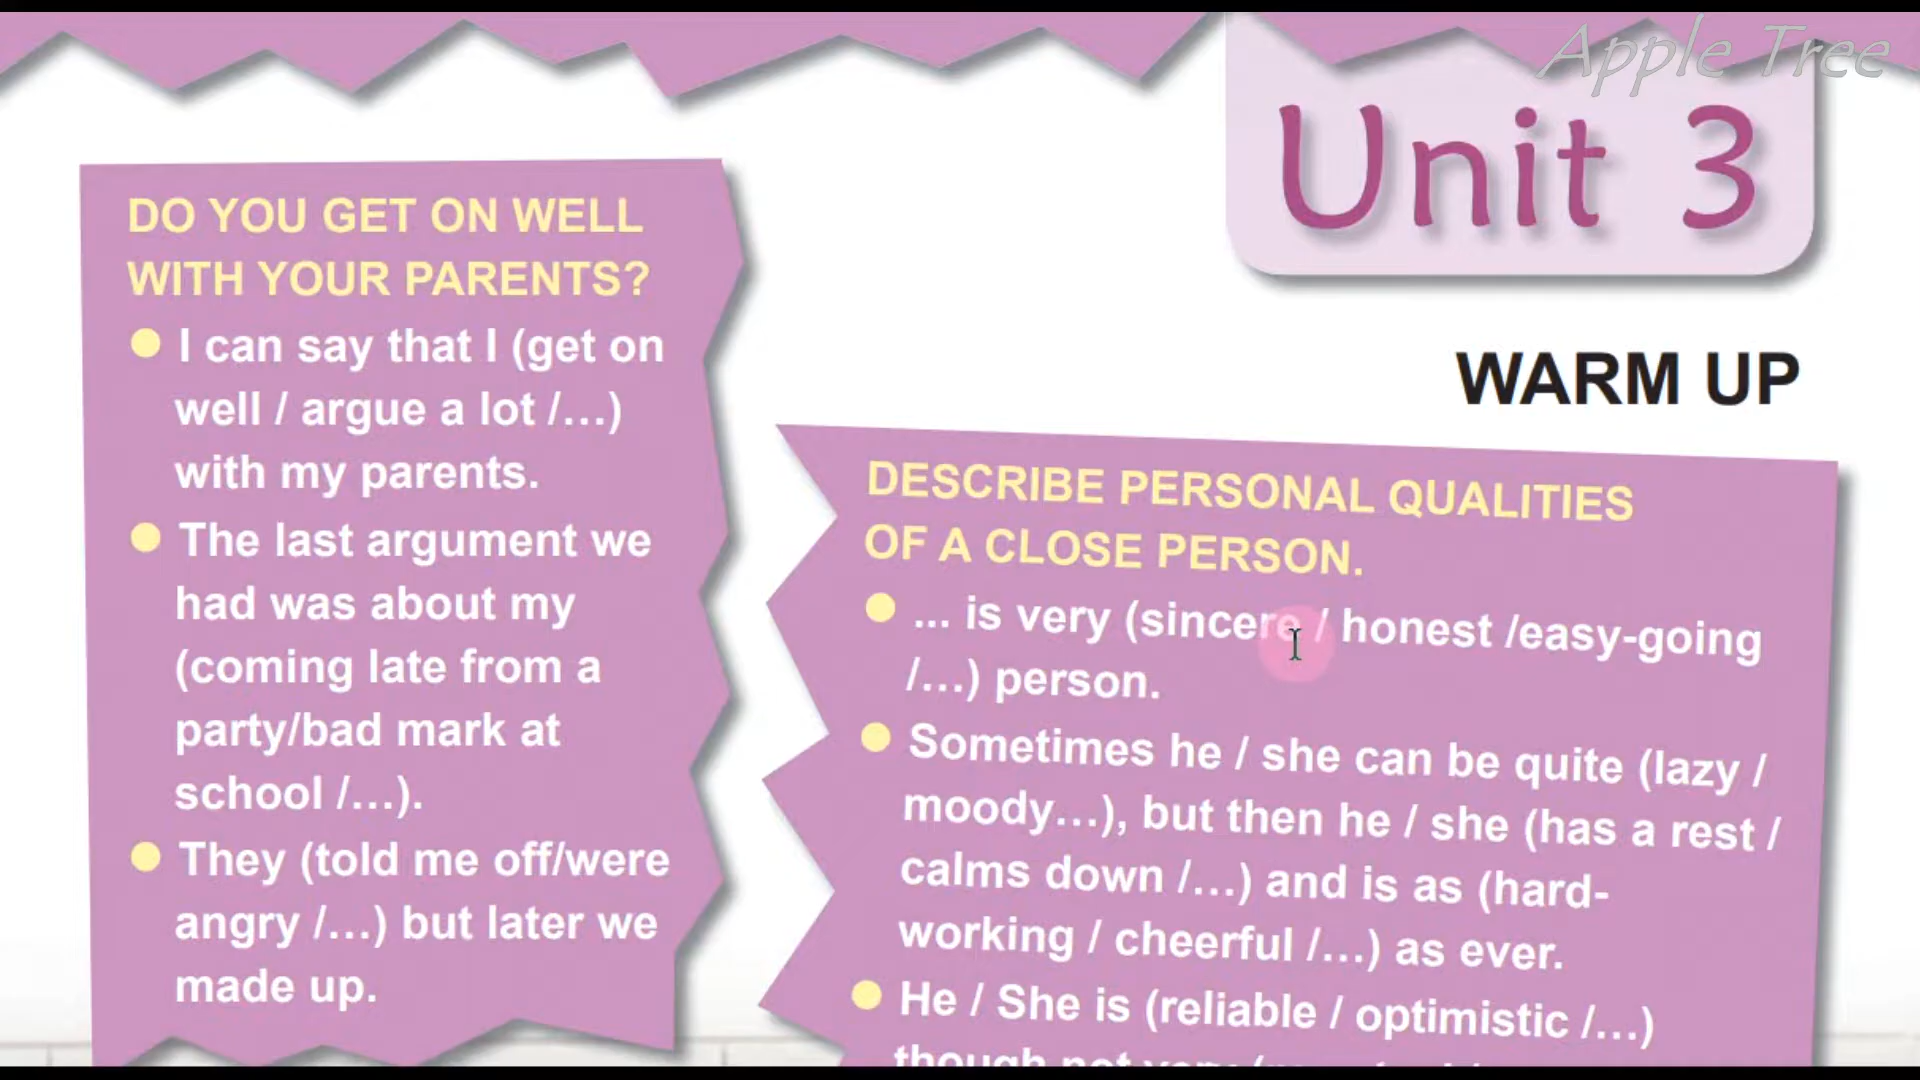 Apple Tree
Unit 3
WARM UP
DO YOU GET ON WELL
WITH YOUR PARENTS?
I can say that I (get on
well / argue a lot /…)
with my parents.
The last argument we
had was about my
(coming late from a
party/bad mark at
school /…).
They (told me off/were
angry /…) but later we
made up.
DESCRIBE PERSONAL QUALITIES
OF A CLOSE PERSON.
... is very (sincere / honest /easy-going
/…) person.
Sometimes he / she can be quite (lazy /
moody…), but then he / she (has a rest /
calms down /…) and is as (hard-
working / cheerful /…) as ever.
He / She is (reliable / optimistic /…)
though not very